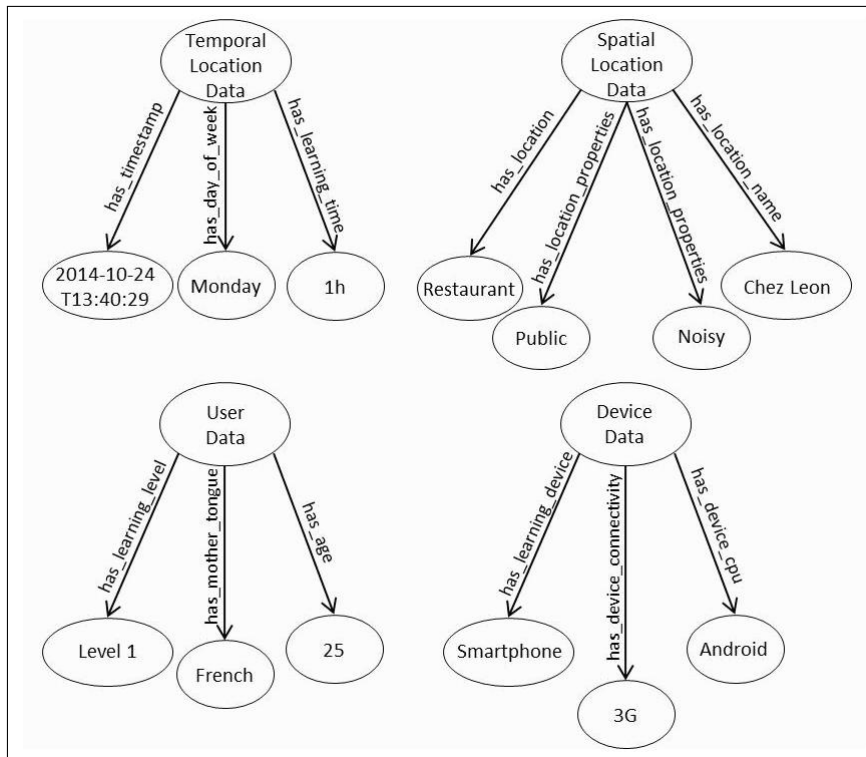 Temporal
Location
Data
has_timestamp
has_day_of_week
has_learning_time
2014-10-24
T13:40:29
Monday
1h
Spatial
Location
Data
has_location
has_location_properties
has_location_properties
has_location_name
Restaurant
Public
Noisy
Chez Leon
User
Data
has_learning_level
has_mother_tongue
has_age
Level 1
French
25
Device
Data
has_learning_device
has_device_connectivity
has_device_cpu
Smartphone
3G
Android